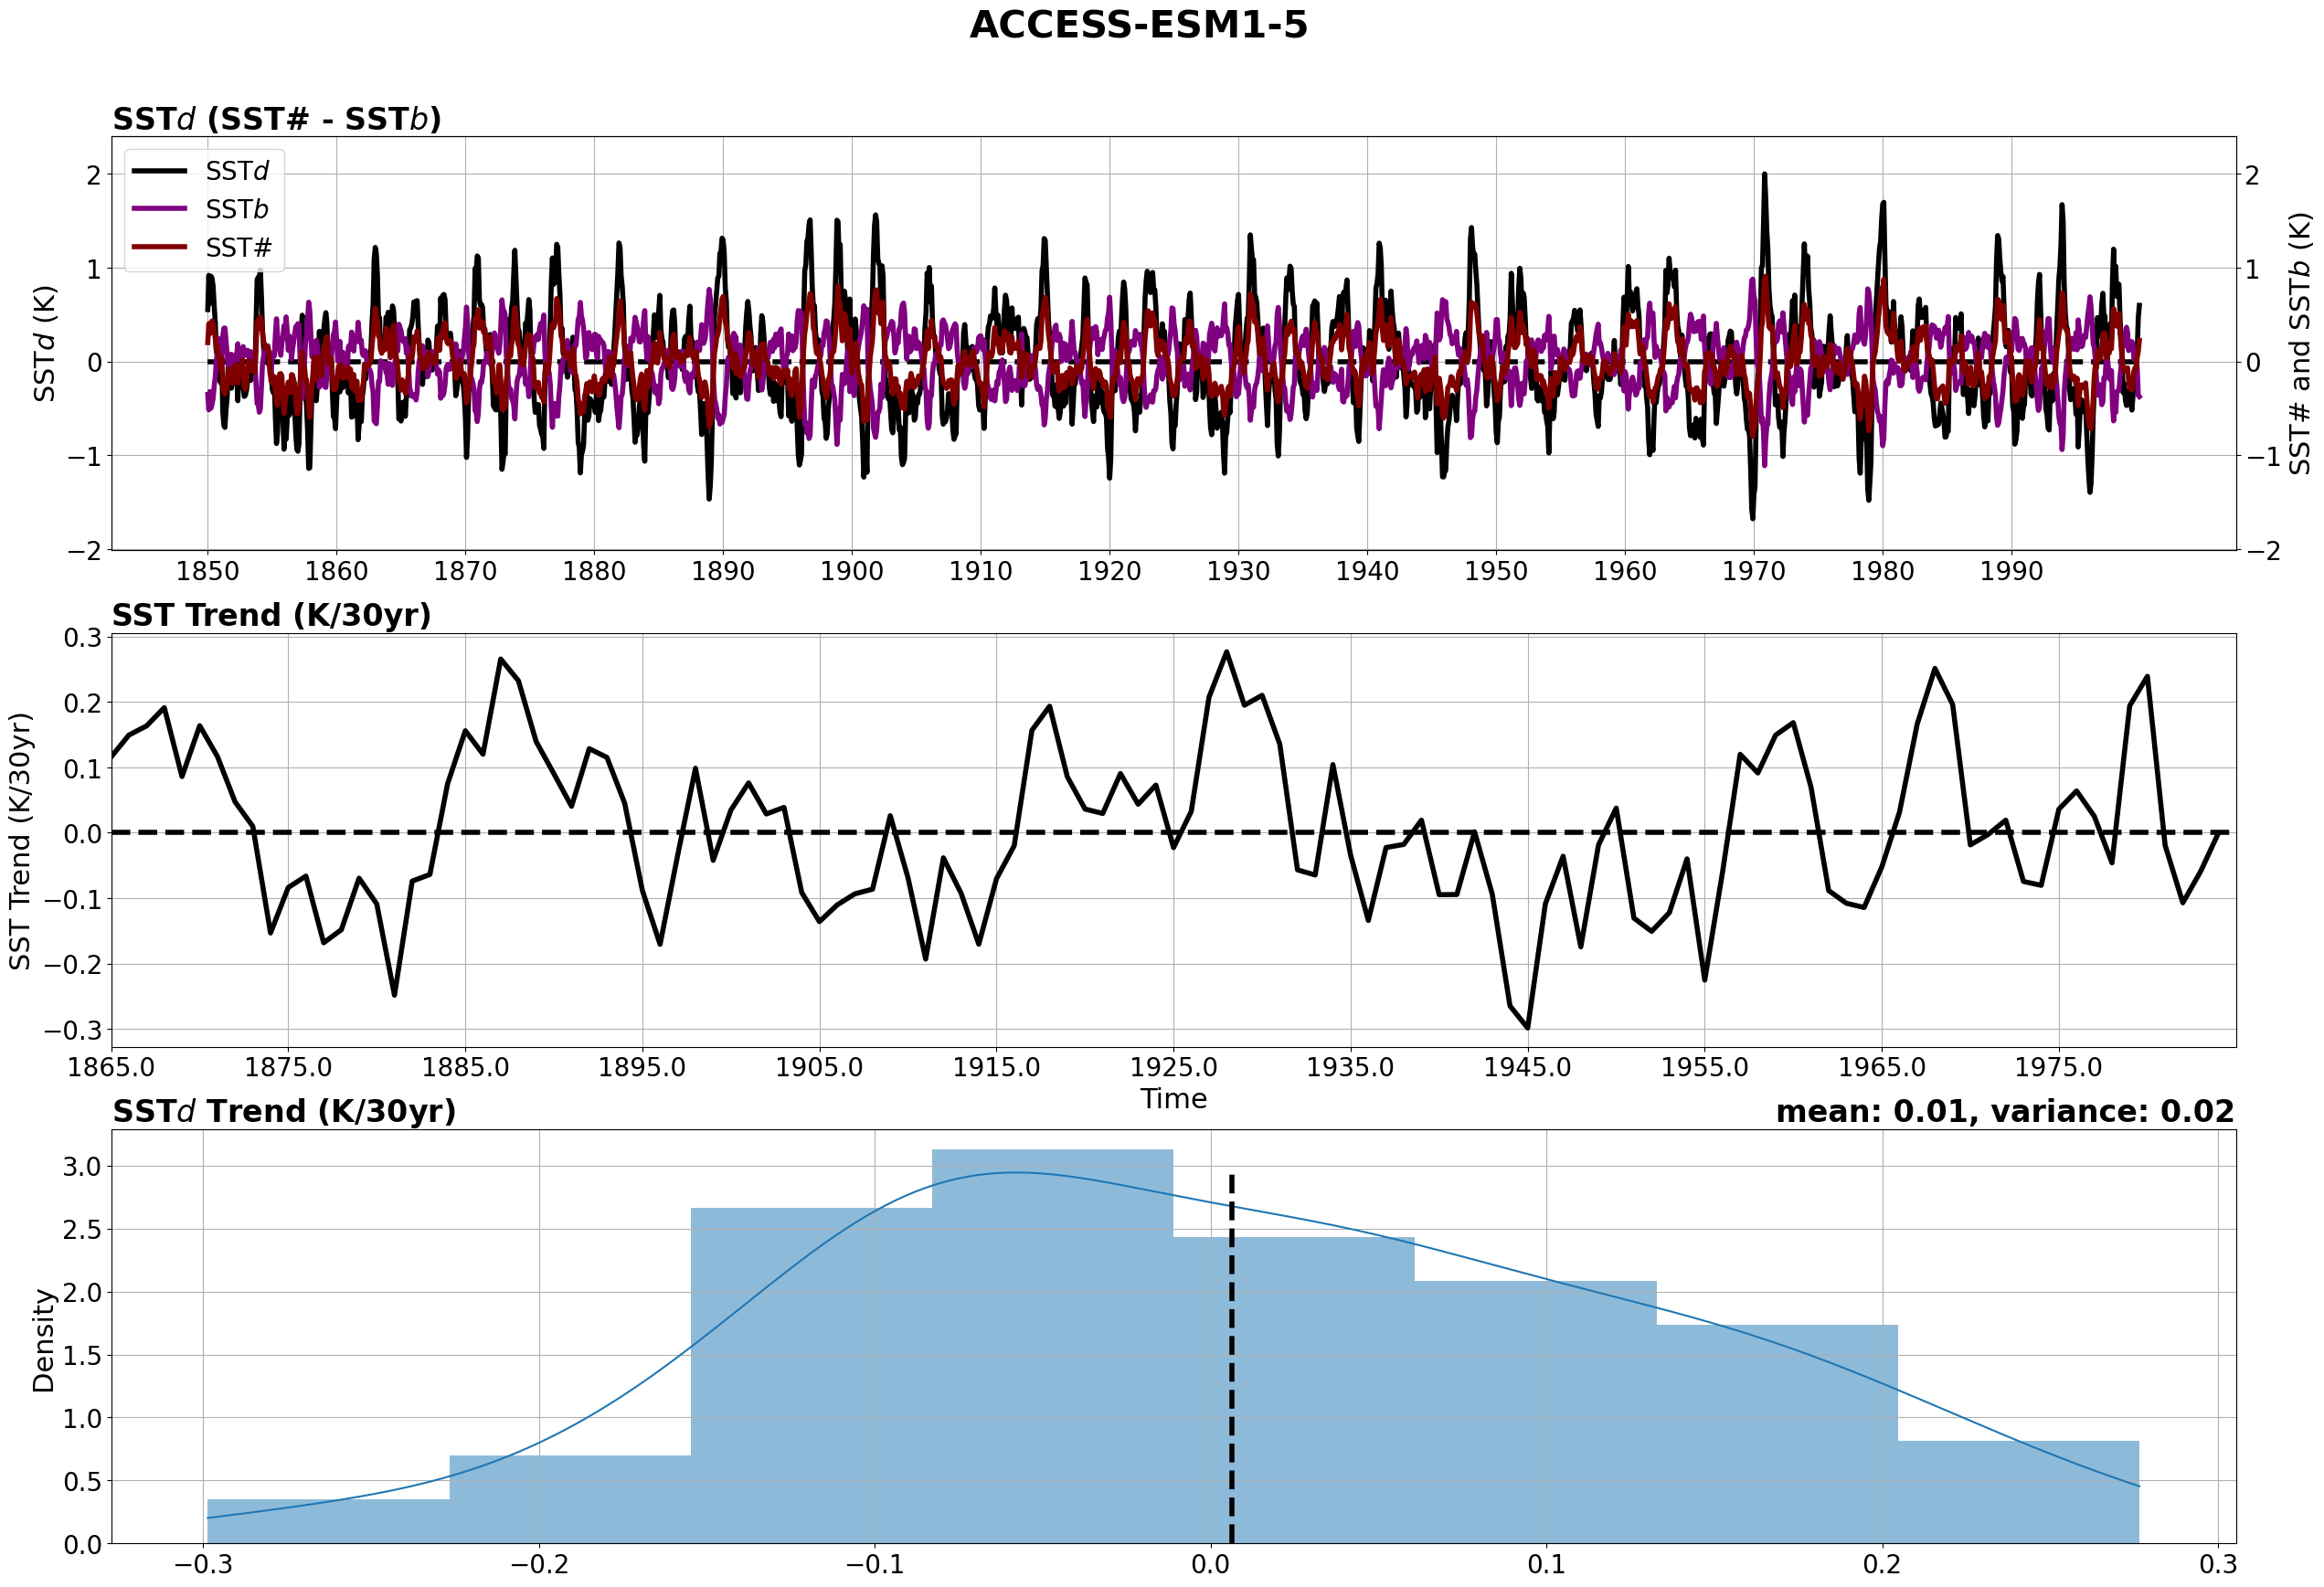 ACCESS-ESM1-5
SSTd (SST# - SSTb)
SSTd
SSTb
SST#
SSTd (K)
2
1
0
−1
−2
SST# and SSTb (K)
2
1
0
−1
−2
1850 1860 1870 1880 1890 1900 1910 1920 1930 1940 1950 1960 1970 1980 1990
SST Trend (K/30yr)
SST Trend (K/30yr)
0.3
0.2
0.1
0.0
−0.1
−0.2
−0.3
1865.0 1875.0 1885.0 1895.0 1905.0 1915.0 1925.0 1935.0 1945.0 1955.0 1965.0 1975.0
Time
SSTd Trend (K/30yr) mean: 0.01, variance: 0.02
Density
3.0
2.5
2.0
1.5
1.0
0.5
0.0
−0.3 −0.2 −0.1 0.0 0.1 0.2 0.3